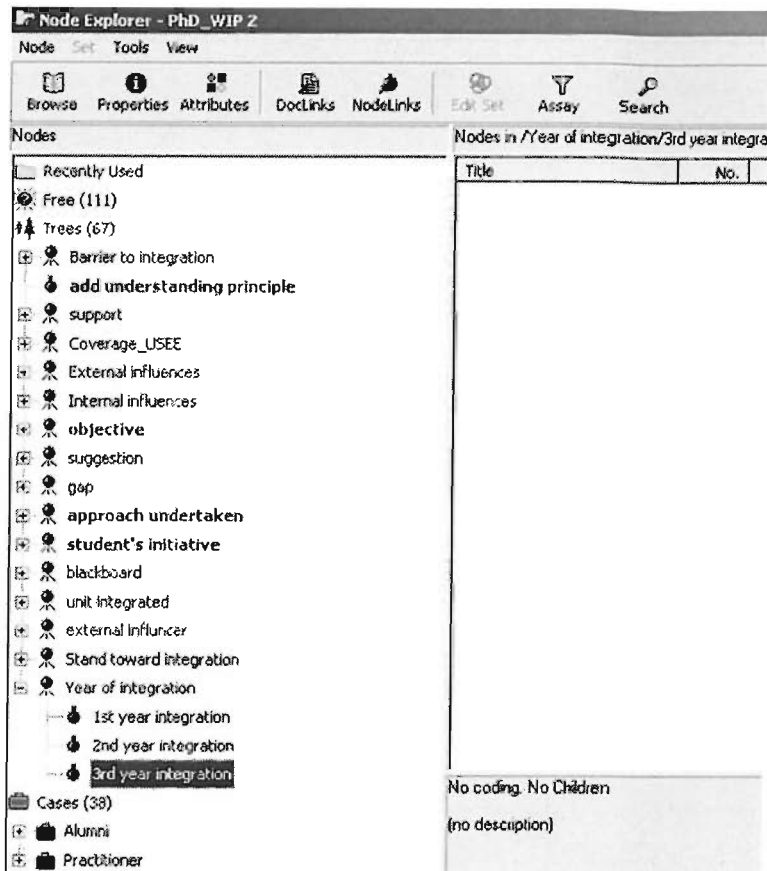 Node Explorer - PhD_WIP 2
Node Set Tools View
Browse Properties Attributes DocLinks NodeLinks Edit Set Assay Search
Nodes
Nodes in /Year of integration/3rd year integra
Recently Used
Free (111)
Trees (67)
Barrier to integration
add understanding principle
support
Coverage_USEE
External influences
Internal influences
objective
suggestion
gap
approach undertaken
student's initiative
blackboard
unit integrated
external influncer
Stand toward integration
Year of integration
1st year integration
2nd year integration
3rd year integration
Cases (38)
Alumni
Practitioner
Title No.
No coding. No Children
(no description)